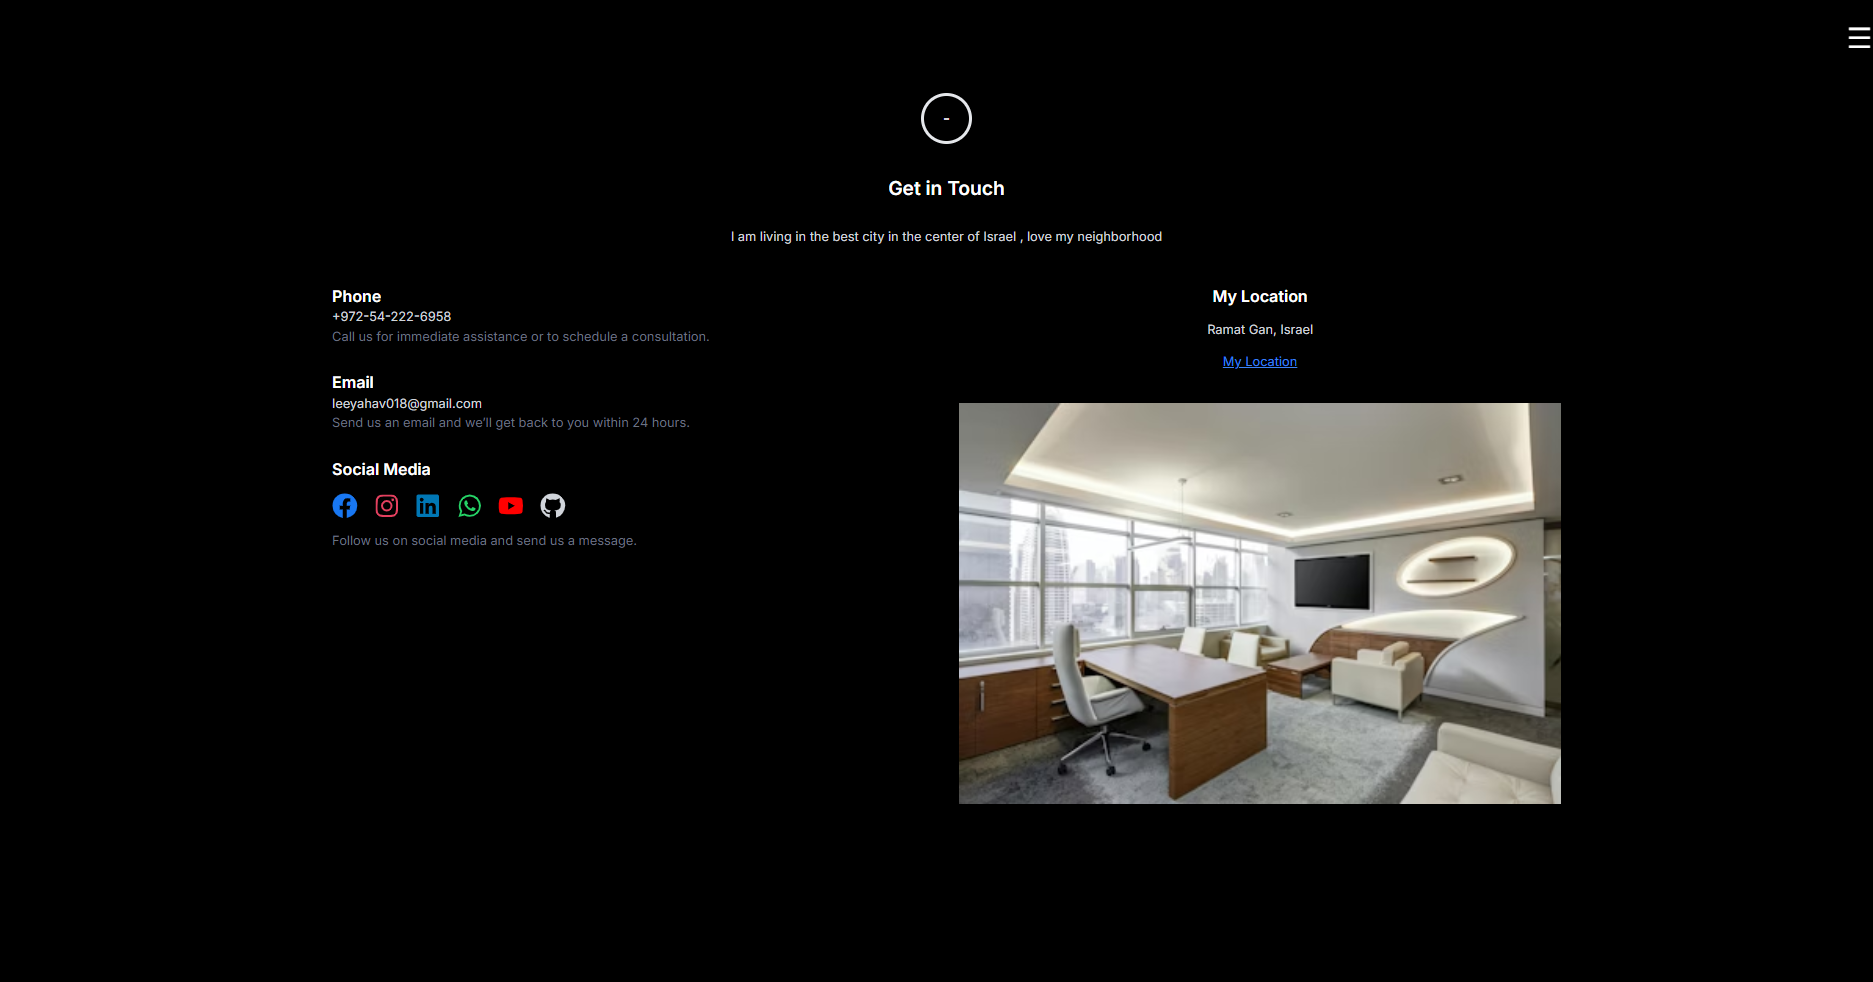 -
Get in Touch
I am living in the best city in the center of Israel , love my neighborhood
Phone
+972-54-222-6958
Call us for immediate assistance or to schedule a consultation.
Email
leeyahav018@gmail.com
Send us an email and we'll get back to you within 24 hours.
Social Media
in
Follow us on social media and send us a message.
My Location
Ramat Gan, Israel
My Location